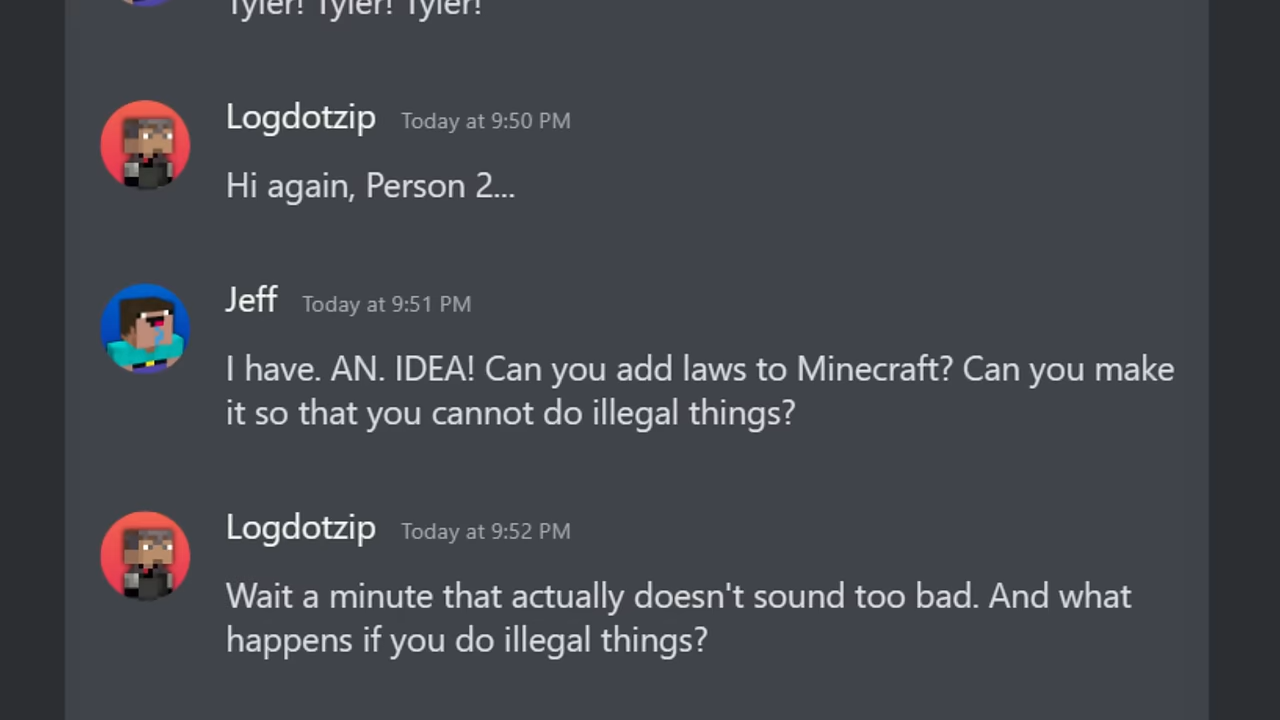 Tyler! Tyler! Tyler!
Logdotzip Today at 9:50 PM
Hi again, Person 2...
Jeff Today at 9:51 PM
I have. AN. IDEA! Can you add laws to Minecraft? Can you make
it so that you cannot do illegal things?
Logdotzip Today at 9:52 PM
Wait a minute that actually doesn't sound too bad. And what
happens if you do illegal things?